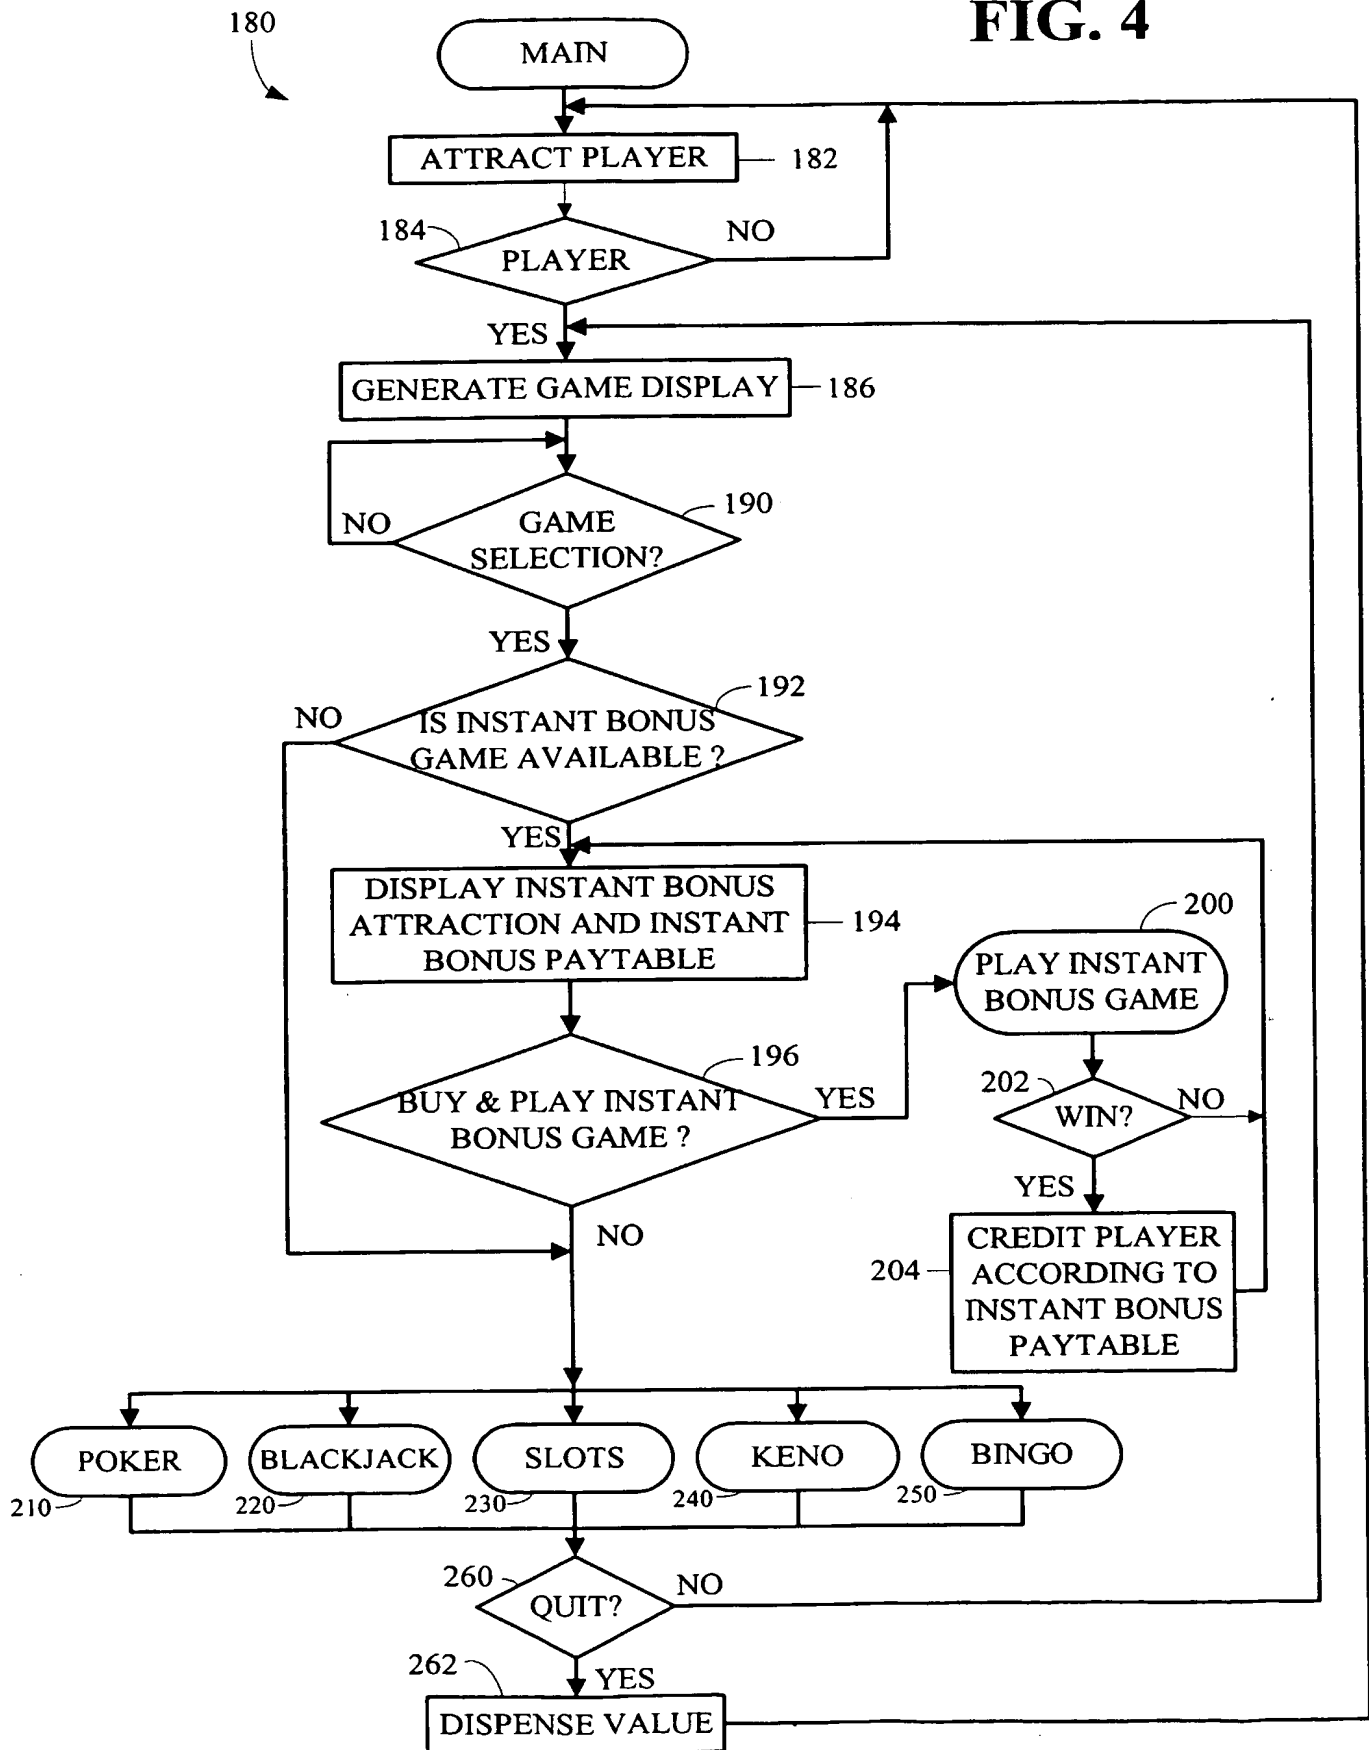 FIG. 4
180
MAIN
ATTRACT PLAYER
182
184
PLAYER
NO
YES
GENERATE GAME DISPLAY
186
190
NO
GAME
SELECTION?
YES
192
NO
IS INSTANT BONUS
GAME AVAILABLE ?
YES
DISPLAY INSTANT BONUS
ATTRACTION AND INSTANT
BONUS PAYTABLE
194
200
PLAY INSTANT
BONUS GAME
196
BUY & PLAY INSTANT
BONUS GAME ?
YES
202
WIN?
NO
YES
NO
204
CREDIT PLAYER
ACCORDING TO
INSTANT BONUS
PAYTABLE
POKER
BLACKJACK
SLOTS
KENO
BINGO
210
220
230
240
250
260
QUIT?
NO
262
YES
DISPENSE VALUE